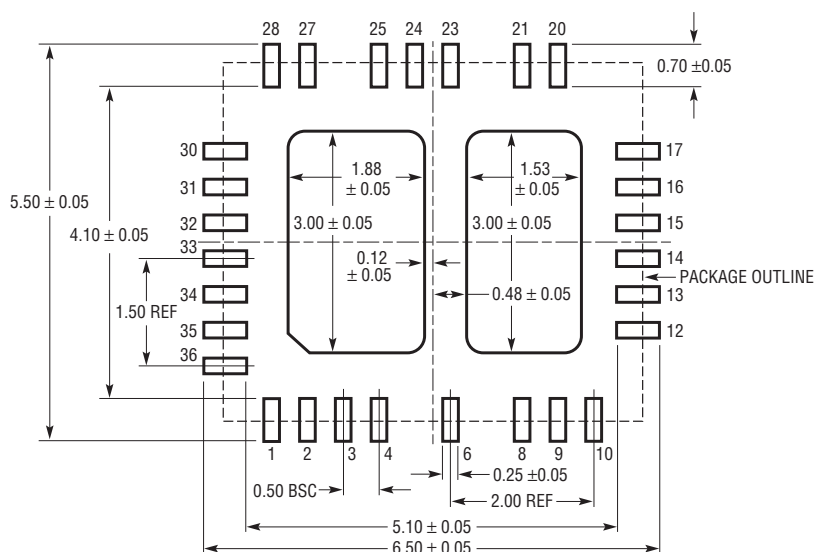 28 27 25 24 23 21 20
0.70 ±0.05
30 17
1.88
± 0.05
1.53
± 0.05
31 16
5.50 ± 0.05
32 3.00 ± 0.05 3.00 ± 0.05 15
4.10 ± 0.05
33 14
0.12
± 0.05
PACKAGE OUTLINE
34 0.48 ± 0.05 13
1.50 REF
35 12
36
1 2 3 4 6 8 9 10
0.25 ±0.05
0.50 BSC
2.00 REF
5.10 ± 0.05
6.50 ± 0.05